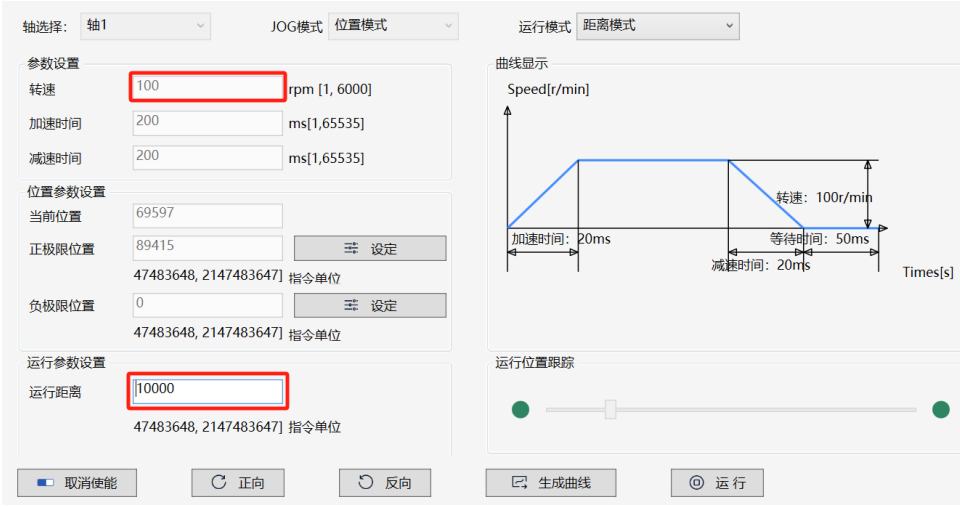 轴选择： 轴1 JOG模式 位置模式 运行模式 距离模式
参数设置
转速 100 rpm [1, 6000]
加速时间 200 ms[1,65535]
减速时间 200 ms[1,65535]
位置参数设置
当前位置 69597
正极限位置 89415 设定
47483648, 2147483647] 指令单位
负极限位置 0 设定
47483648, 2147483647] 指令单位
运行参数设置
运行距离 10000
47483648, 2147483647] 指令单位
曲线显示
Speed[r/min]
转速：100r/min
加速时间：20ms
等待时间：50ms
减速时间：20ms
Times[s]
运行位置跟踪
取消使能 正向 反向 生成曲线 运 行